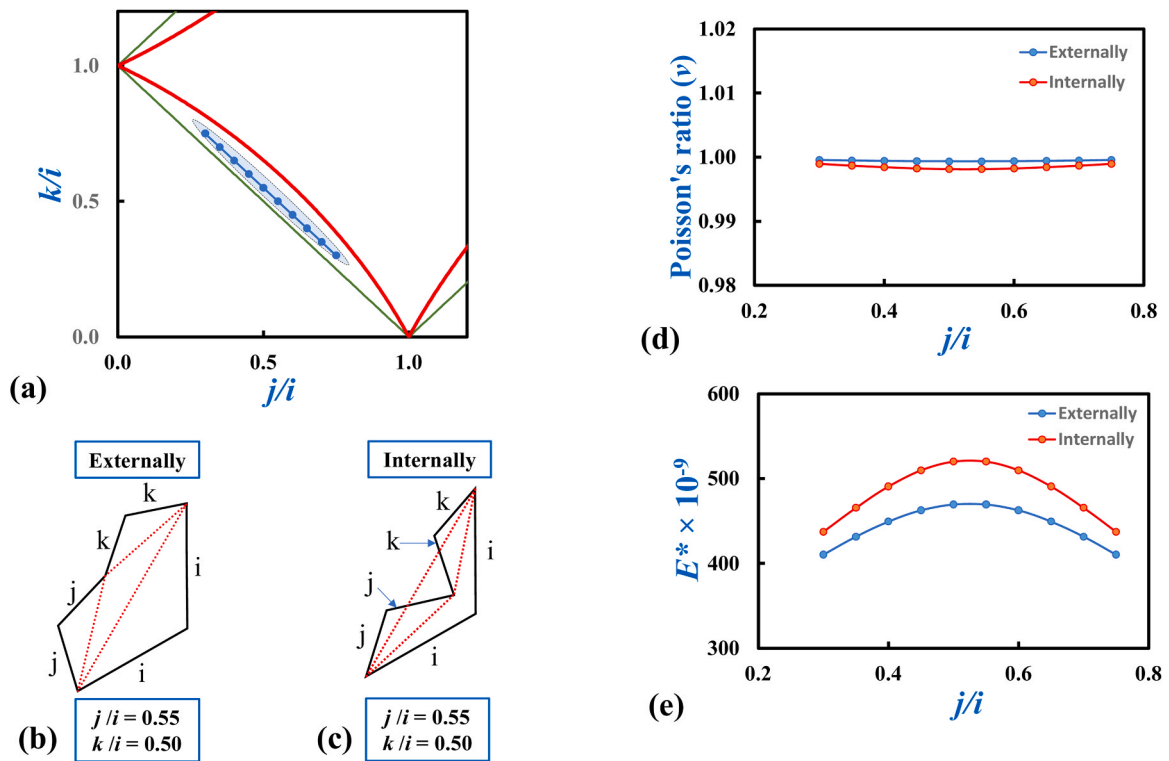 k/i
1.0
0.5
0.0
0.0
0.5
1.0
j/i
(a)
Externally
k
k
i
j
j
i
j /i = 0.55
k /i = 0.50
(b)
Internally
k
k
i
j
j
i
j /i = 0.55
k /i = 0.50
(c)
Poisson's ratio (v)
1.02
1.01
1.00
0.99
0.98
Externally
Internally
0.2
0.4
0.6
0.8
j/i
(d)
E* × 10⁻⁹
600
500
400
300
Externally
Internally
0.2
0.4
0.6
0.8
j/i
(e)